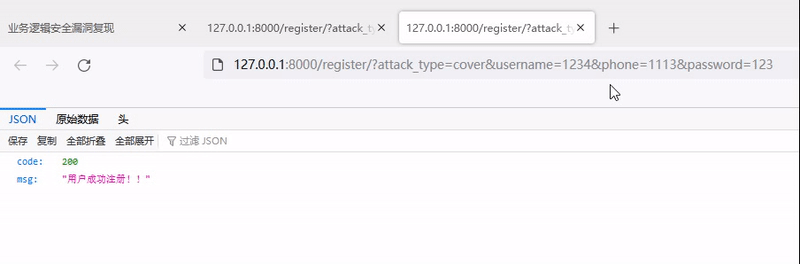 业务逻辑安全漏洞复现
127.0.0.1:8000/register/?attack_ty
127.0.0.1:8000/register/?attack_ty
127.0.0.1:8000/register/?attack_type=cover&username=1234&phone=1113&password=123
JSON 原始数据 头
保存 复制 全部折叠 全部展开 过滤 JSON
code: 200
msg: "用户成功注册！！"